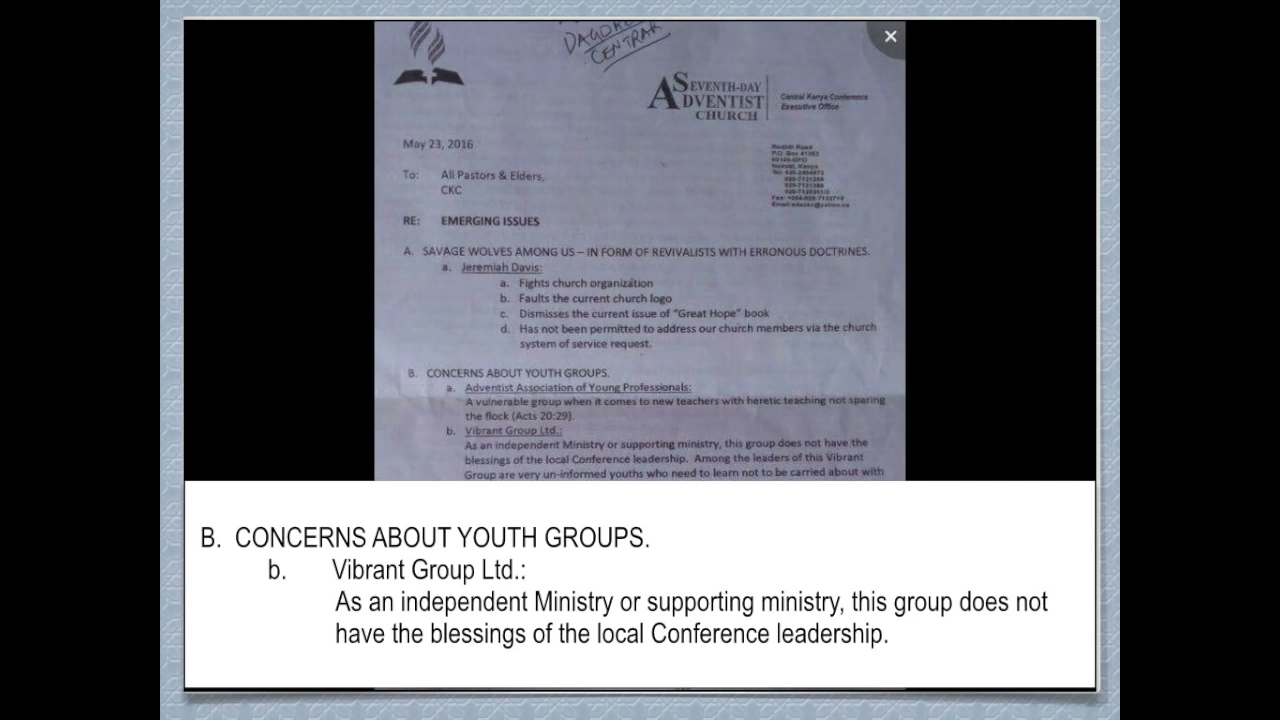 DAGORE
CENTRAR
×
SEVENTH-DAY
ADVENTIST
CHURCH
Central Kenya Conference
Executive Office
May 23, 2016
P.O. Box
Nairobi, Kenya
To: All Pastors & Elders,
CKC
RE: EMERGING ISSUES
A. SAVAGE WOLVES AMONG US – IN FORM OF REVIVALISTS WITH ERRONOUS DOCTRINES.
a. Jeremiah Davis:
a. Fights church organization
b. Faults the current church logo
c. Dismisses the current issue of "Great Hope" book
d. Has not been permitted to address our church members via the church
system of service request.
B. CONCERNS ABOUT YOUTH GROUPS.
a. Adventist Association of Young Professionals:
A vulnerable group when it comes to new teachers with heretic teaching not sparing
the flock (Acts 20:29).
b. Vibrant Group Ltd.:
As an independent Ministry or supporting ministry, this group does not have the
blessings of the local Conference leadership. Among the leaders of this Vibrant
Group are very un-informed youths who need to learn not to be carried about with
B. CONCERNS ABOUT YOUTH GROUPS.
b. Vibrant Group Ltd.:
As an independent Ministry or supporting ministry, this group does not
have the blessings of the local Conference leadership.